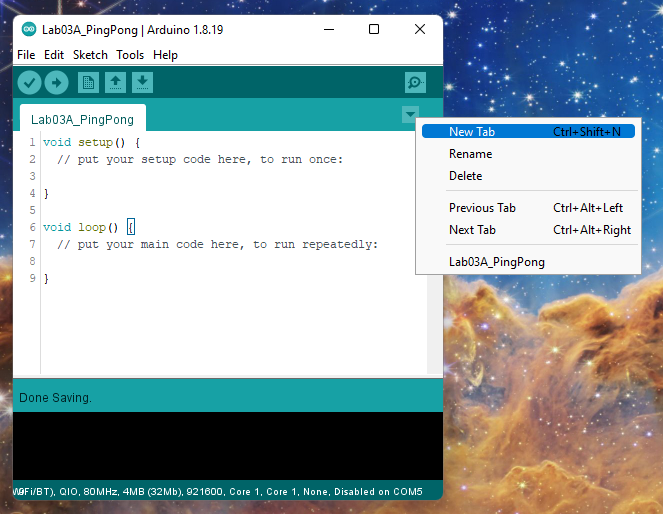 Lab03A_PingPong | Arduino 1.8.19
File Edit Sketch Tools Help
Lab03A_PingPong
1 void setup() {
2 // put your setup code here, to run once:
3
4 }
5
6 void loop() {
7 // put your main code here, to run repeatedly:
8
9 }
New Tab Ctrl+Shift+N
Rename
Delete
Previous Tab Ctrl+Alt+Left
Next Tab Ctrl+Alt+Right
Lab03A_PingPong
Done Saving.
Fi/BT), QIO, 80MHz, 4MB (32Mb), 921600, Core 1, Core 1, None, Disabled on COM5